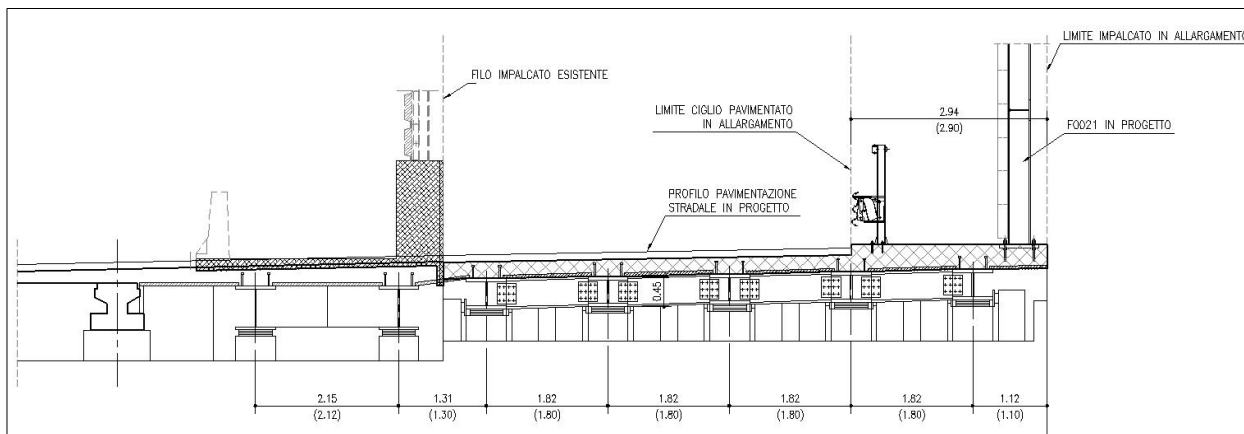 LIMITE IMPALCATO IN ALLARGAMENTO
FILO IMPALCATO ESISTENTE
LIMITE CIGLIO PAVIMENTATO
IN ALLARGAMENTO
2.94
(2.90)
F0021 IN PROGETTO
PROFILO PAVIMENTAZIONE
STRADALE IN PROGETTO
0.45
2.15
(2.12)
1.31
(1.30)
1.82
(1.80)
1.82
(1.80)
1.82
(1.80)
1.82
(1.80)
1.12
(1.10)